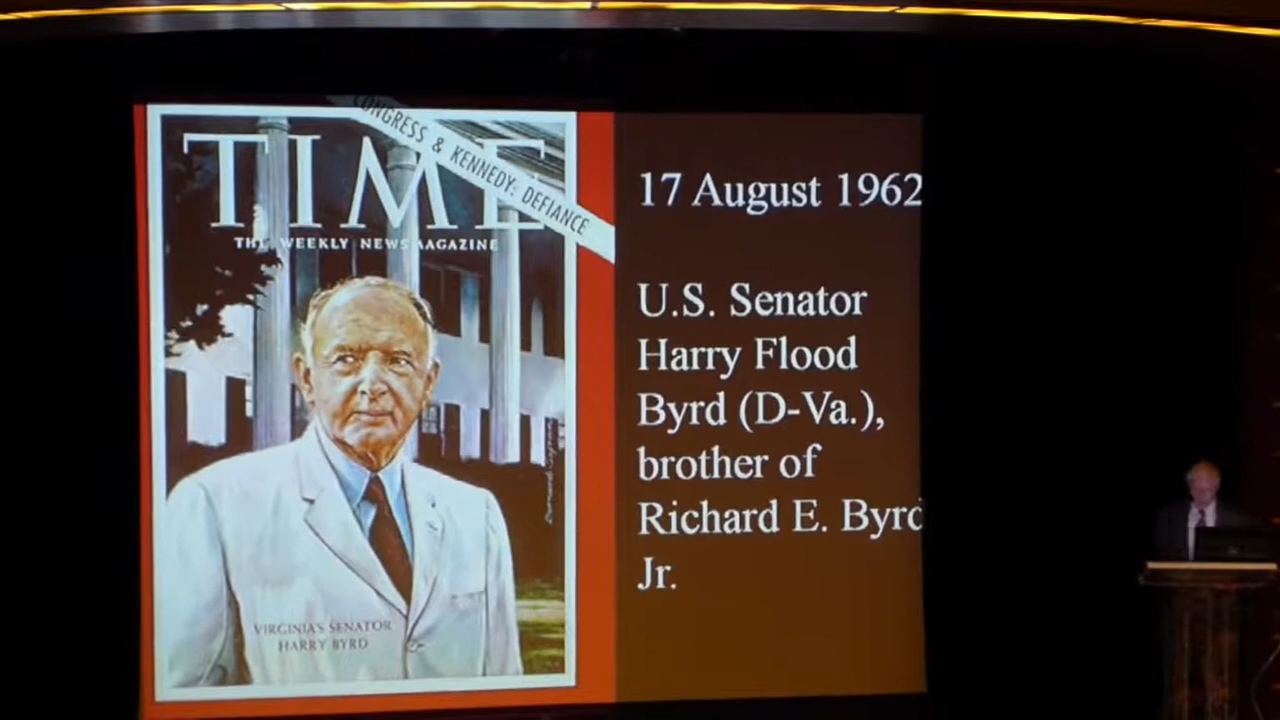 CONGRESS & KENNEDY: DEFIANCE
TIME
THE WEEKLY NEWSMAGAZINE
VIRGINIA'S SENATOR
HARRY BYRD
17 August 1962
U.S. Senator
Harry Flood
Byrd (D-Va.),
brother of
Richard E. Byrd
Jr.